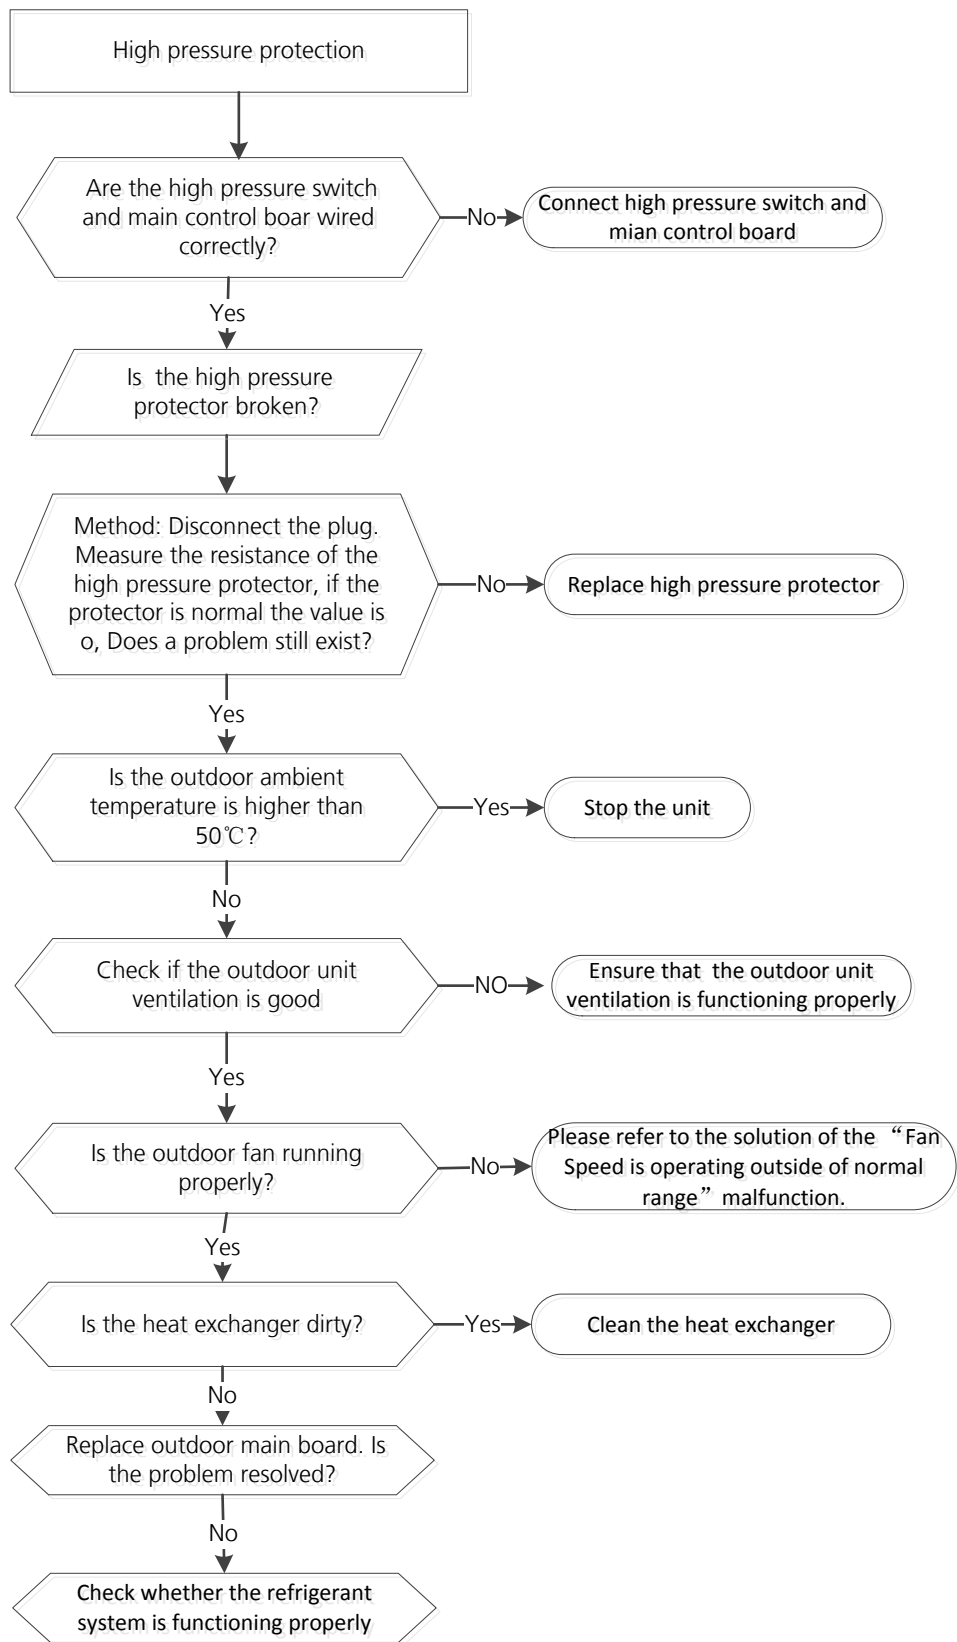 High pressure protection
Are the high pressure switch
and main control boar wired
correctly?
No
Connect high pressure switch and
mian control board
Yes
Is the high pressure
protector broken?
Method: Disconnect the plug.
Measure the resistance of the
high pressure protector, if the
protector is normal the value is
o, Does a problem still exist?
No
Replace high pressure protector
Yes
Is the outdoor ambient
temperature is higher than
50℃?
Yes
Stop the unit
No
Check if the outdoor unit
ventilation is good
NO
Ensure that the outdoor unit
ventilation is functioning properly
Yes
Is the outdoor fan running
properly?
No
Please refer to the solution of the “Fan
Speed is operating outside of normal
range” malfunction.
Yes
Is the heat exchanger dirty?
Yes
Clean the heat exchanger
No
Replace outdoor main board. Is
the problem resolved?
No
Check whether the refrigerant
system is functioning properly